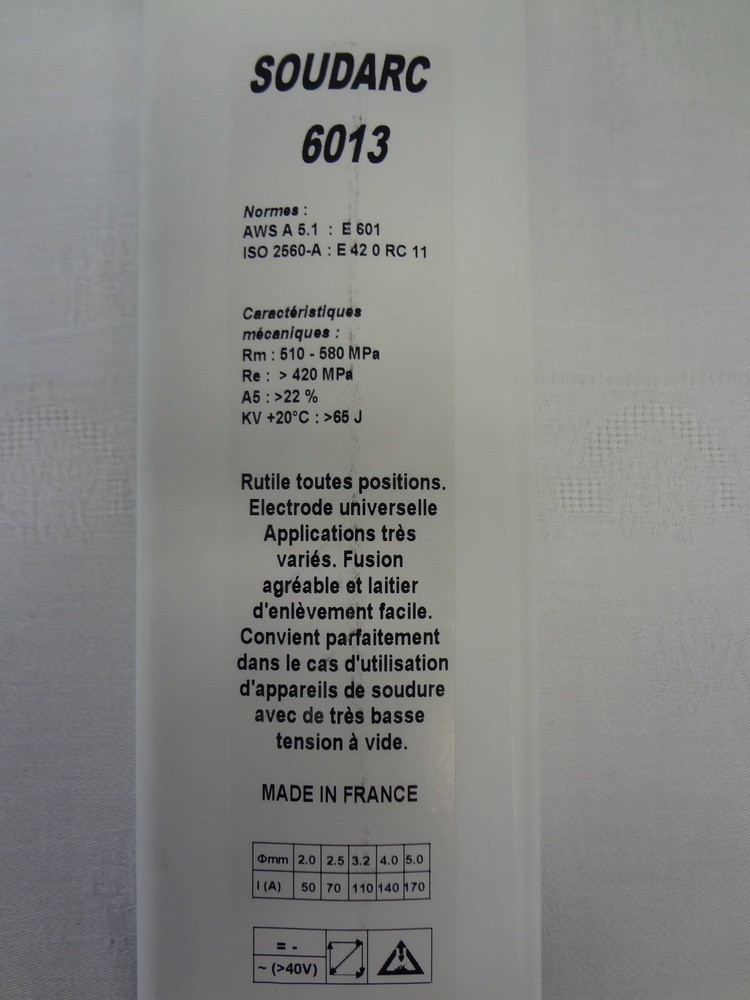 SOUDARC
6013
Normes :
AWS A 5.1 : E 601
ISO 2560-A : E 42 0 RC 11
Caractéristiques
mécaniques :
Rm : 510 - 580 MPa
Re : > 420 MPa
A5 : >22 %
KV +20°C : >65 J
Rutile toutes positions.
Electrode universelle
Applications très
variés. Fusion
agréable et laitier
d'enlèvement facile.
Convient parfaitement
dans le cas d'utilisation
d'appareils de soudure
avec de très basse
tension à vide.
MADE IN FRANCE
Φmm 2.0 2.5 3.2 4.0 5.0
I (A) 50 70 110 140 170
= -
~ (>40V)